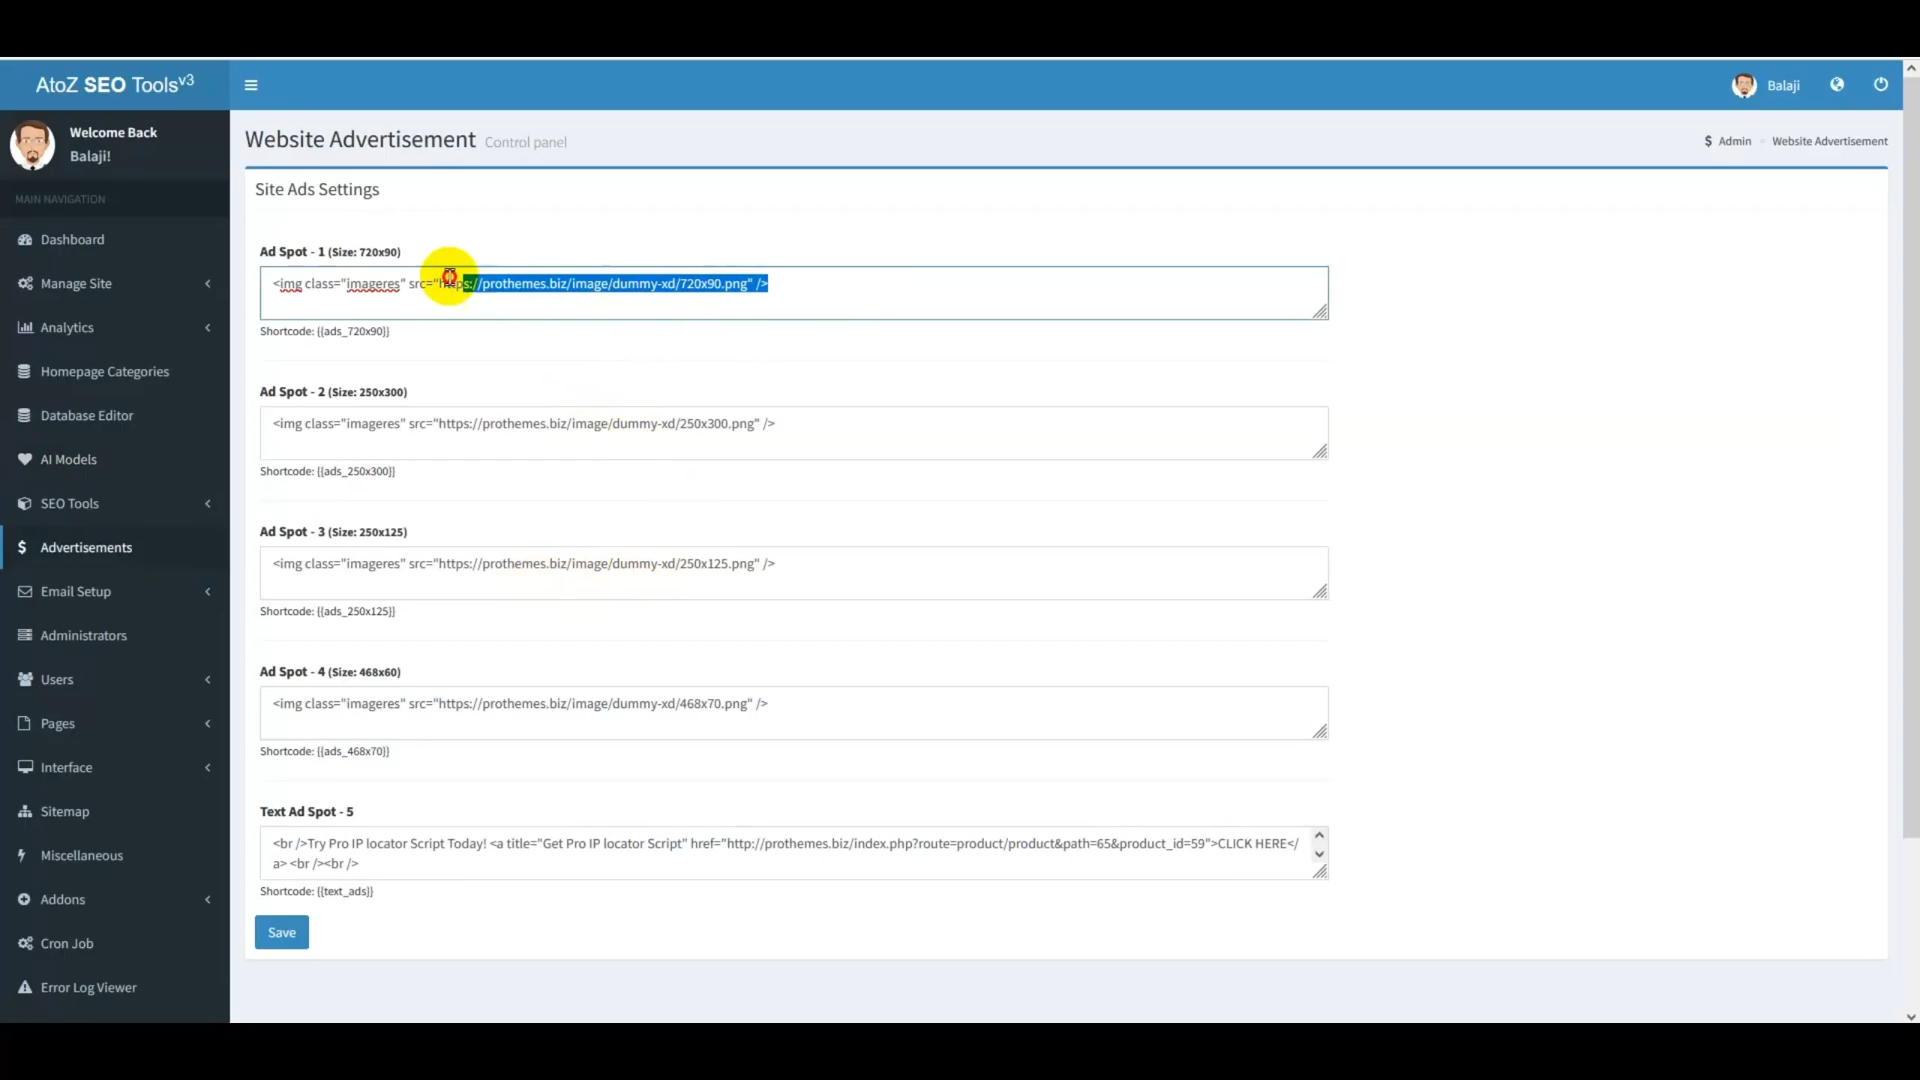 AtoZ SEO Tools v3
Balaji
Welcome Back
Balaji!
MAIN NAVIGATION
Dashboard
Manage Site
Analytics
Homepage Categories
Database Editor
AI Models
SEO Tools
Advertisements
Email Setup
Administrators
Users
Pages
Interface
Sitemap
Miscellaneous
Addons
Cron Job
Error Log Viewer
Website Advertisement Control panel
$ Admin Website Advertisement
Site Ads Settings
Ad Spot - 1 (Size: 720x90)
<img class="imageres" src="https://prothemes.biz/image/dummy-xd/720x90.png" />
Shortcode: {{ads_720x90}}
Ad Spot - 2 (Size: 250x300)
<img class="imageres" src="https://prothemes.biz/image/dummy-xd/250x300.png" />
Shortcode: {{ads_250x300}}
Ad Spot - 3 (Size: 250x125)
<img class="imageres" src="https://prothemes.biz/image/dummy-xd/250x125.png" />
Shortcode: {{ads_250x125}}
Ad Spot - 4 (Size: 468x60)
<img class="imageres" src="https://prothemes.biz/image/dummy-xd/468x70.png" />
Shortcode: {{ads_468x70}}
Text Ad Spot - 5
<br />Try Pro IP locator Script Today! <a title="Get Pro IP locator Script" href="http://prothemes.biz/index.php?route=product/product&path=65&product_id=59">CLICK HERE</
a> <br /><br />
Shortcode: {{text_ads}}
Save